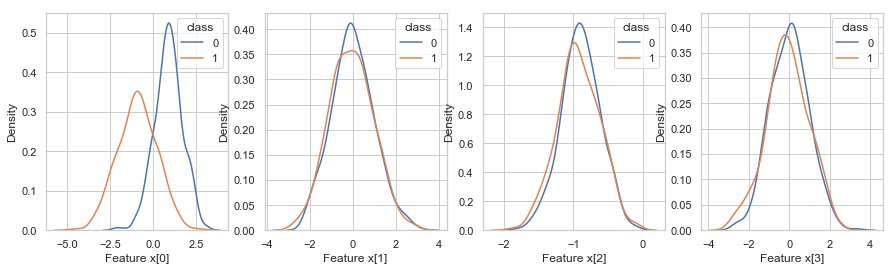 0.5
0.4
0.3
0.2
0.1
0.0
Density
−5.0 −2.5 0.0 2.5
Feature x[0]
class
0
1
0.40
0.35
0.30
0.25
0.20
0.15
0.10
0.05
0.00
Density
−4 −2 0 2 4
Feature x[1]
class
0
1
1.4
1.2
1.0
0.8
0.6
0.4
0.2
0.0
Density
−2 −1 0
Feature x[2]
class
0
1
0.40
0.35
0.30
0.25
0.20
0.15
0.10
0.05
0.00
Density
−4 −2 0 2 4
Feature x[3]
class
0
1